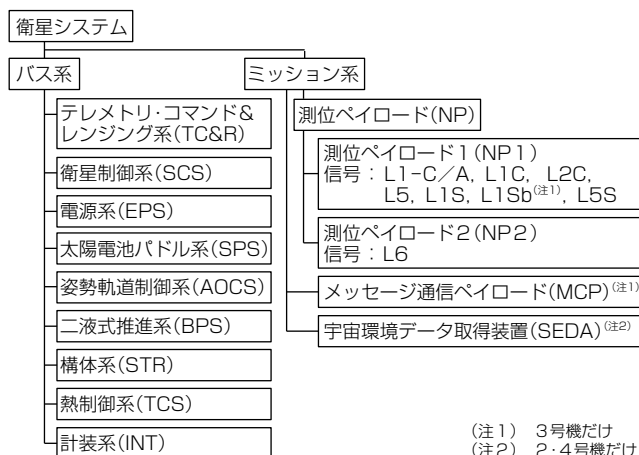 衛星システム
バス系
テレメトリ・コマンド&
レンジング系(TC&R)
衛星制御系(SCS)
電源系(EPS)
太陽電池パドル系(SPS)
姿勢軌道制御系(AOCS)
二液式推進系(BPS)
構体系(STR)
熱制御系(TCS)
計装系(INT)
ミッション系
測位ペイロード(NP)
測位ペイロード1(NP1)
信号:L1-C/A, L1C, L2C,
L5, L1S, L1Sb(注1), L5S
測位ペイロード2(NP2)
信号:L6
メッセージ通信ペイロード(MCP)(注1)
宇宙環境データ取得装置(SEDA)(注2)
(注1) 3号機だけ
(注2) 2・4号機だけ